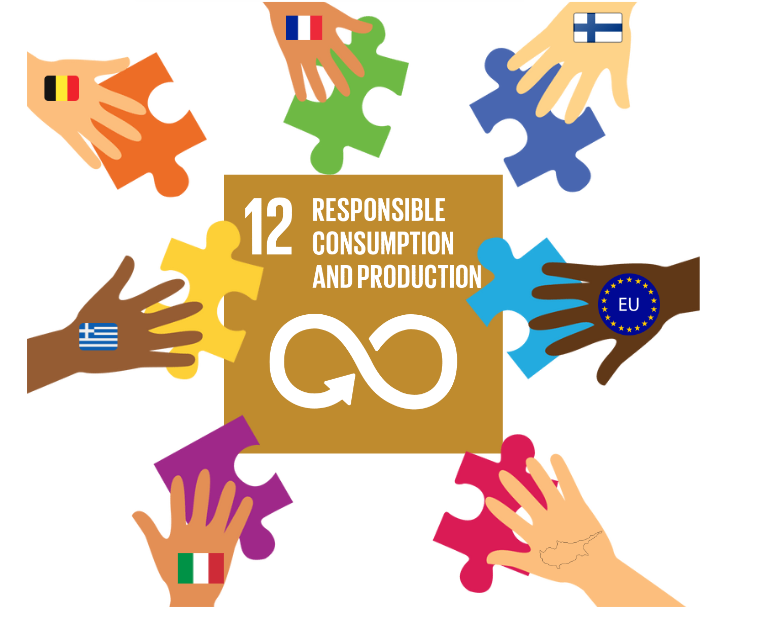 12
RESPONSIBLE
CONSUMPTION
AND PRODUCTION
EU